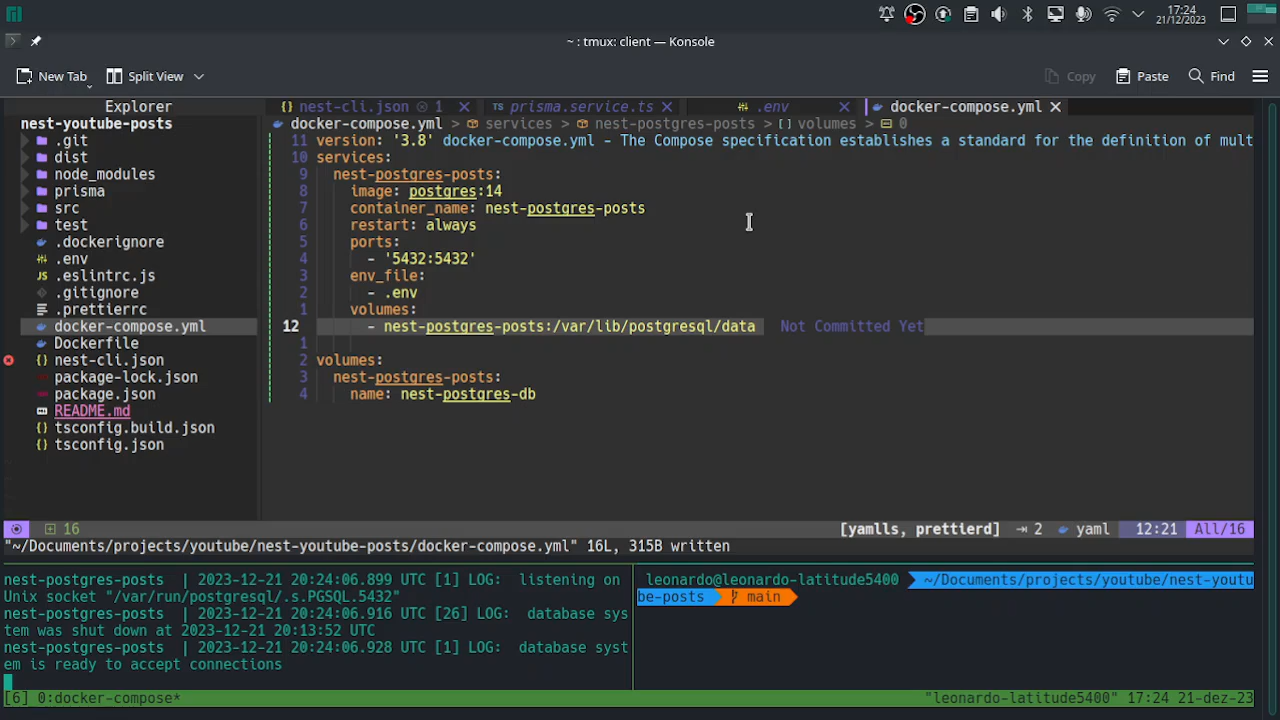 17:24
21/12/2023
~ : tmux: client — Konsole
New Tab
Split View
Copy
Paste
Find
Explorer
nest-cli.json 1
prisma.service.ts
.env
docker-compose.yml
nest-youtube-posts
docker-compose.yml > services > nest-postgres-posts > [] volumes > 0
.git
dist
node_modules
prisma
src
test
.dockerignore
.env
.eslintrc.js
.gitignore
.prettierrc
docker-compose.yml
Dockerfile
nest-cli.json
package-lock.json
package.json
README.md
tsconfig.build.json
tsconfig.json
11 version: '3.8' docker-compose.yml - The Compose specification establishes a standard for the definition of mult
10 services:
9 nest-postgres-posts:
8 image: postgres:14
7 container_name: nest-postgres-posts
6 restart: always
5 ports:
4 - '5432:5432'
3 env_file:
2 - .env
1 volumes:
12 - nest-postgres-posts:/var/lib/postgresql/data Not Committed Yet
1
2 volumes:
3 nest-postgres-posts:
4 name: nest-postgres-db
16 [yamlls, prettierd] 2 yaml 12:21 All/16
"~/Documents/projects/youtube/nest-youtube-posts/docker-compose.yml" 16L, 315B written
nest-postgres-posts | 2023-12-21 20:24:06.899 UTC [1] LOG: listening on
Unix socket "/var/run/postgresql/.s.PGSQL.5432"
nest-postgres-posts | 2023-12-21 20:24:06.916 UTC [26] LOG: database sys
tem was shut down at 2023-12-21 20:13:52 UTC
nest-postgres-posts | 2023-12-21 20:24:06.928 UTC [1] LOG: database syst
em is ready to accept connections
leonardo@leonardo-latitude5400 ~/Documents/projects/youtube/nest-youtu
be-posts main
[6] 0:docker-compose* "leonardo-latitude5400" 17:24 21-dez-23